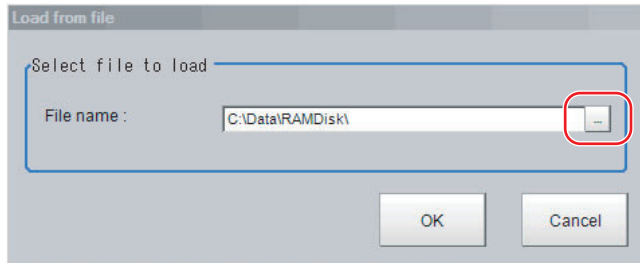 Load from file
Select file to load
File name :
C:\Data\RAMDisk\
...
OK
Cancel